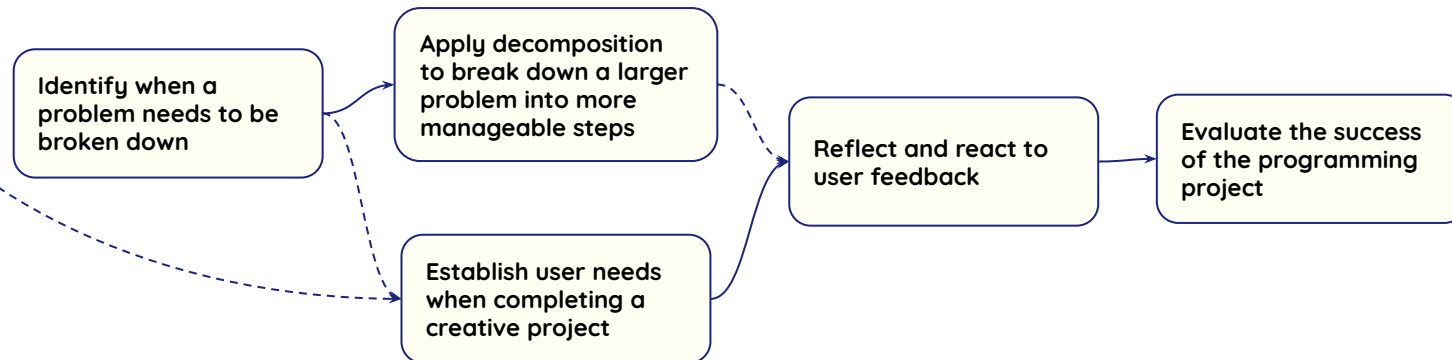 Identify when a
problem needs to be
broken down
Apply decomposition
to break down a larger
problem into more
manageable steps
Establish user needs
when completing a
creative project
Reflect and react to
user feedback
Evaluate the success
of the programming
project